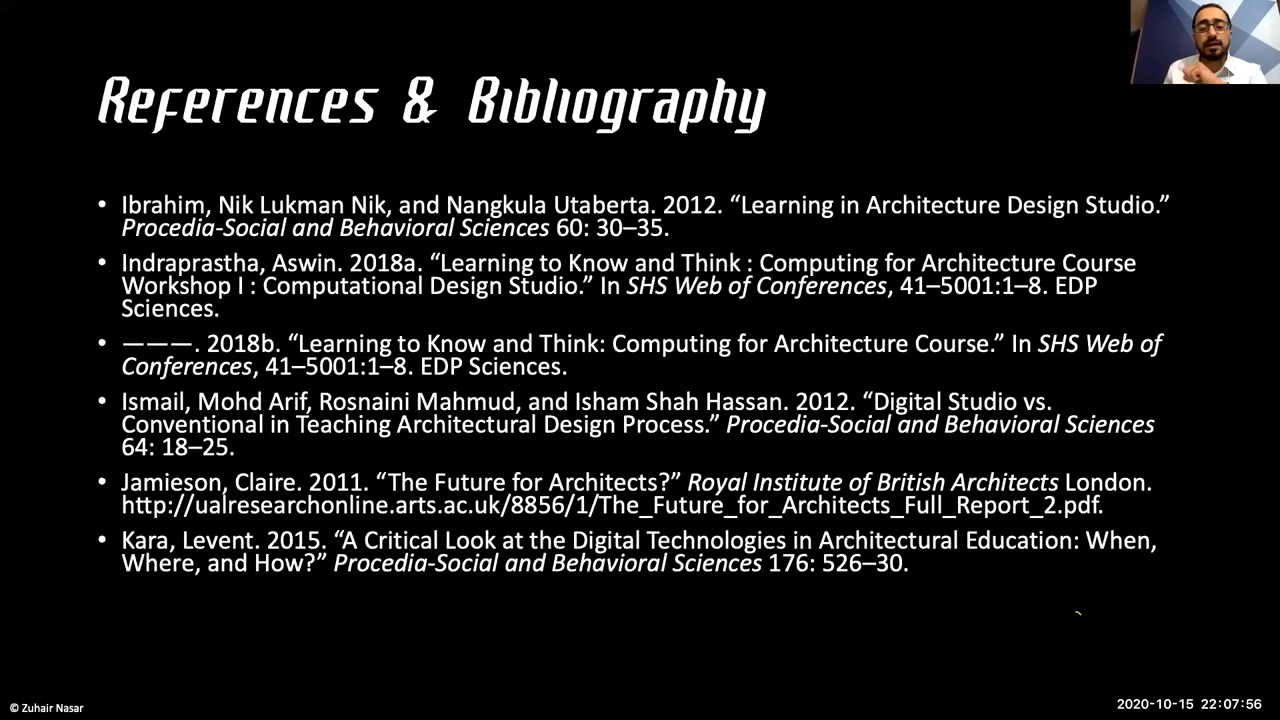 References & Bibliography
• Ibrahim, Nik Lukman Nik, and Nangkula Utaberta. 2012. “Learning in Architecture Design Studio.”
Procedia-Social and Behavioral Sciences 60: 30–35.
• Indraprastha, Aswin. 2018a. “Learning to Know and Think : Computing for Architecture Course
Workshop I : Computational Design Studio.” In SHS Web of Conferences, 41–5001:1–8. EDP
Sciences.
• ———. 2018b. “Learning to Know and Think: Computing for Architecture Course.” In SHS Web of
Conferences, 41–5001:1–8. EDP Sciences.
• Ismail, Mohd Arif, Rosnaini Mahmud, and Isham Shah Hassan. 2012. “Digital Studio vs.
Conventional in Teaching Architectural Design Process.” Procedia-Social and Behavioral Sciences
64: 18–25.
• Jamieson, Claire. 2011. “The Future for Architects?” Royal Institute of British Architects London.
http://ualresearchonline.arts.ac.uk/8856/1/The_Future_for_Architects_Full_Report_2.pdf.
• Kara, Levent. 2015. “A Critical Look at the Digital Technologies in Architectural Education: When,
Where, and How?” Procedia-Social and Behavioral Sciences 176: 526–30.
© Zuhair Nasar
2020-10-15 22:07:56